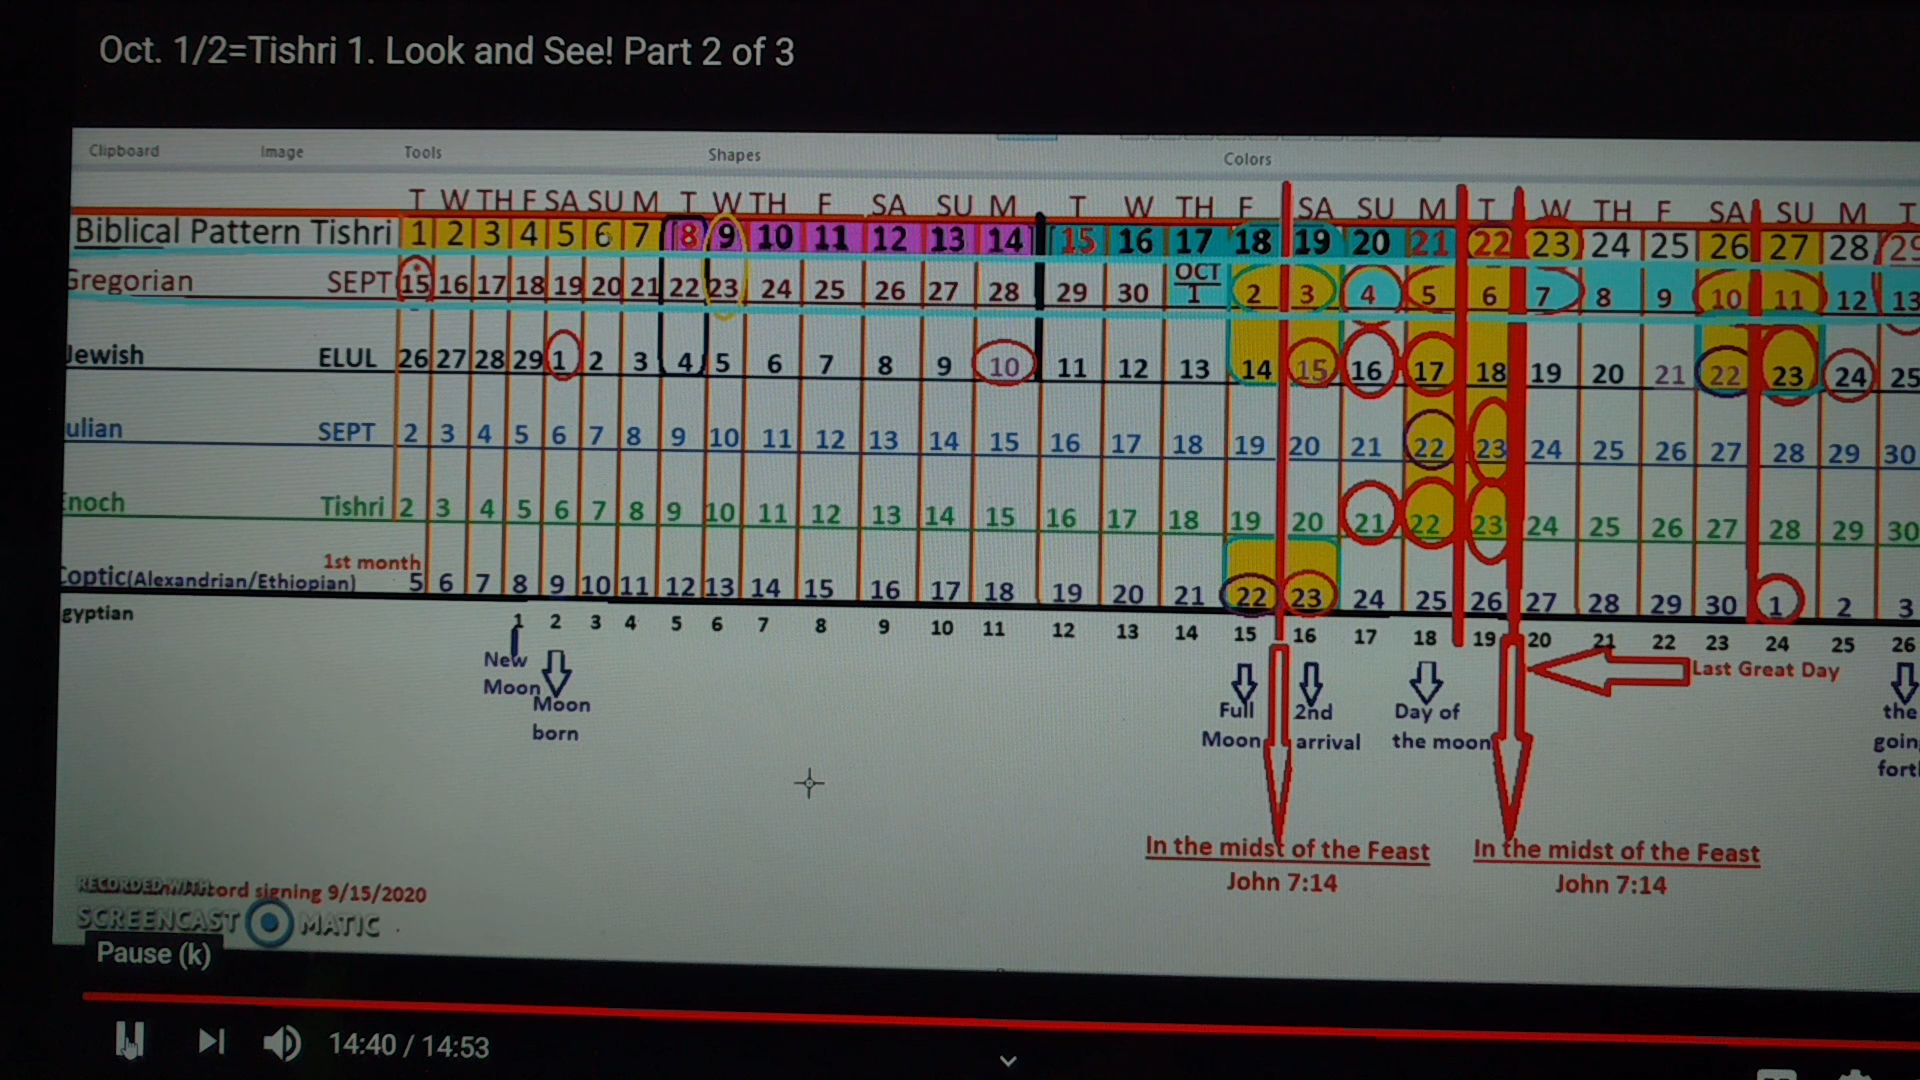 Oct. 1/2=Tishri 1. Look and See! Part 2 of 3
Clipboard Image Tools Shapes Colors
T W TH F SA SU M T W TH F SA SU M T W TH F SA SU M T W TH F SA SU M T
Biblical Pattern Tishri 1 2 3 4 5 6 7 8 9 10 11 12 13 14 15 16 17 18 19 20 21 22 23 24 25 26 27 28 29
Gregorian SEPT 15 16 17 18 19 20 21 22 23 24 25 26 27 28 29 30 OCT 1 2 3 4 5 6 7 8 9 10 11 12 13
Jewish ELUL 26 27 28 29 1 2 3 4 5 6 7 8 9 10 11 12 13 14 15 16 17 18 19 20 21 22 23 24 25
ulian SEPT 2 3 4 5 6 7 8 9 10 11 12 13 14 15 16 17 18 19 20 21 22 23 24 25 26 27 28 29 30
Enoch Tishri 2 3 4 5 6 7 8 9 10 11 12 13 14 15 16 17 18 19 20 21 22 23 24 25 26 27 28 29 30
1st month
Coptic(Alexandrian/Ethiopian) 5 6 7 8 9 10 11 12 13 14 15 16 17 18 19 20 21 22 23 24 25 26 27 28 29 30 1 2 3
gyptian 1 2 3 4 5 6 7 8 9 10 11 12 13 14 15 16 17 18 19 20 21 22 23 24 25 26
New Moon
Moon born
Full Moon
2nd arrival
Day of the moon
Last Great Day
the going forth
In the midst of the Feast
John 7:14
In the midst of the Feast
John 7:14
signing 9/15/2020
RECORDED WITH
SCREENCAST MATIC
Pause (k)
14:40 / 14:53